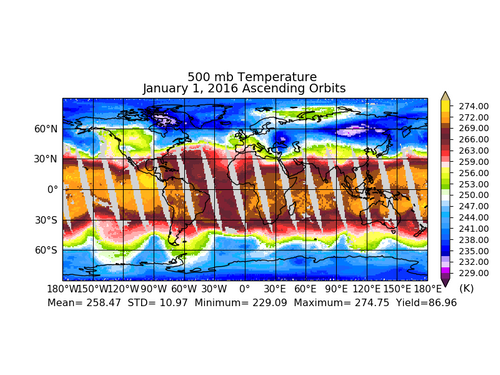 500 mb Temperature
January 1, 2016 Ascending Orbits
274.00
272.00
60°N
269.00
266.00
30°N
263.00
259.00
256.00
0°
253.00
250.00
247.00
30°S
244.00
241.00
238.00
60°S
235.00
232.00
229.00
180°W150°W120°W 90°W 60°W 30°W 0° 30°E 60°E 90°E 120°E 150°E 180°E (K)
Mean= 258.47 STD= 10.97 Minimum= 229.09 Maximum= 274.75 Yield=86.96